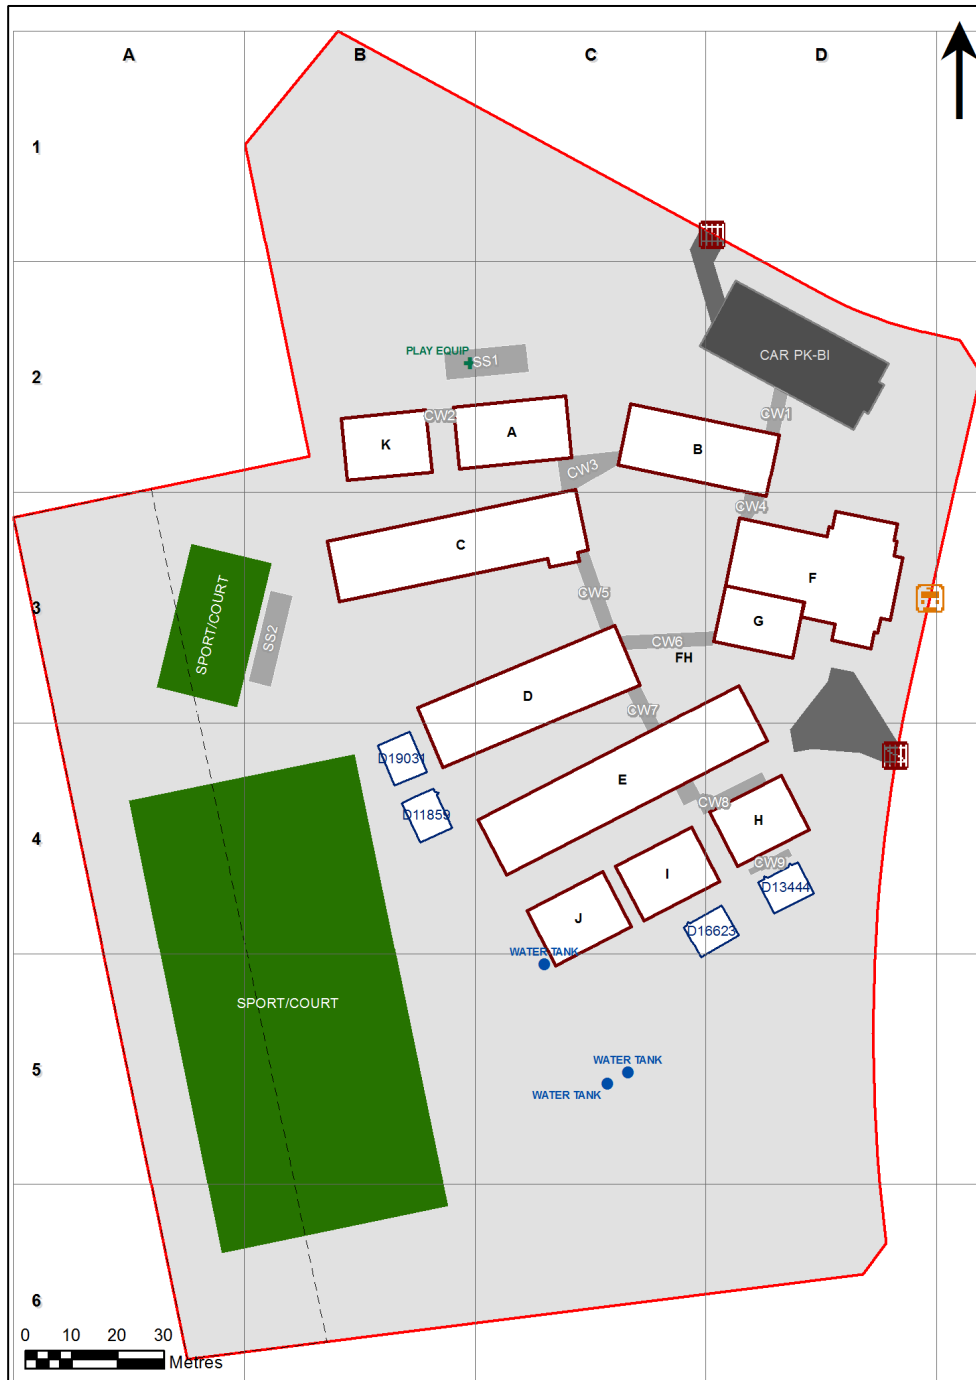 A
B
C
D
1
CAR PK-BI
PLAY EQUIP
SS1
2
CW1
CW2
A
K
B
CW3
CW4
C
F
CW5
3
SPORT/COURT
SS2
G
CW6
FH
D
CW7
D19031
E
CW8
D11859
H
4
CW9
I
D13444
J
D16623
WATER TANK
SPORT/COURT
WATER TANK
5
WATER TANK
6
0 10 20 30
Metres